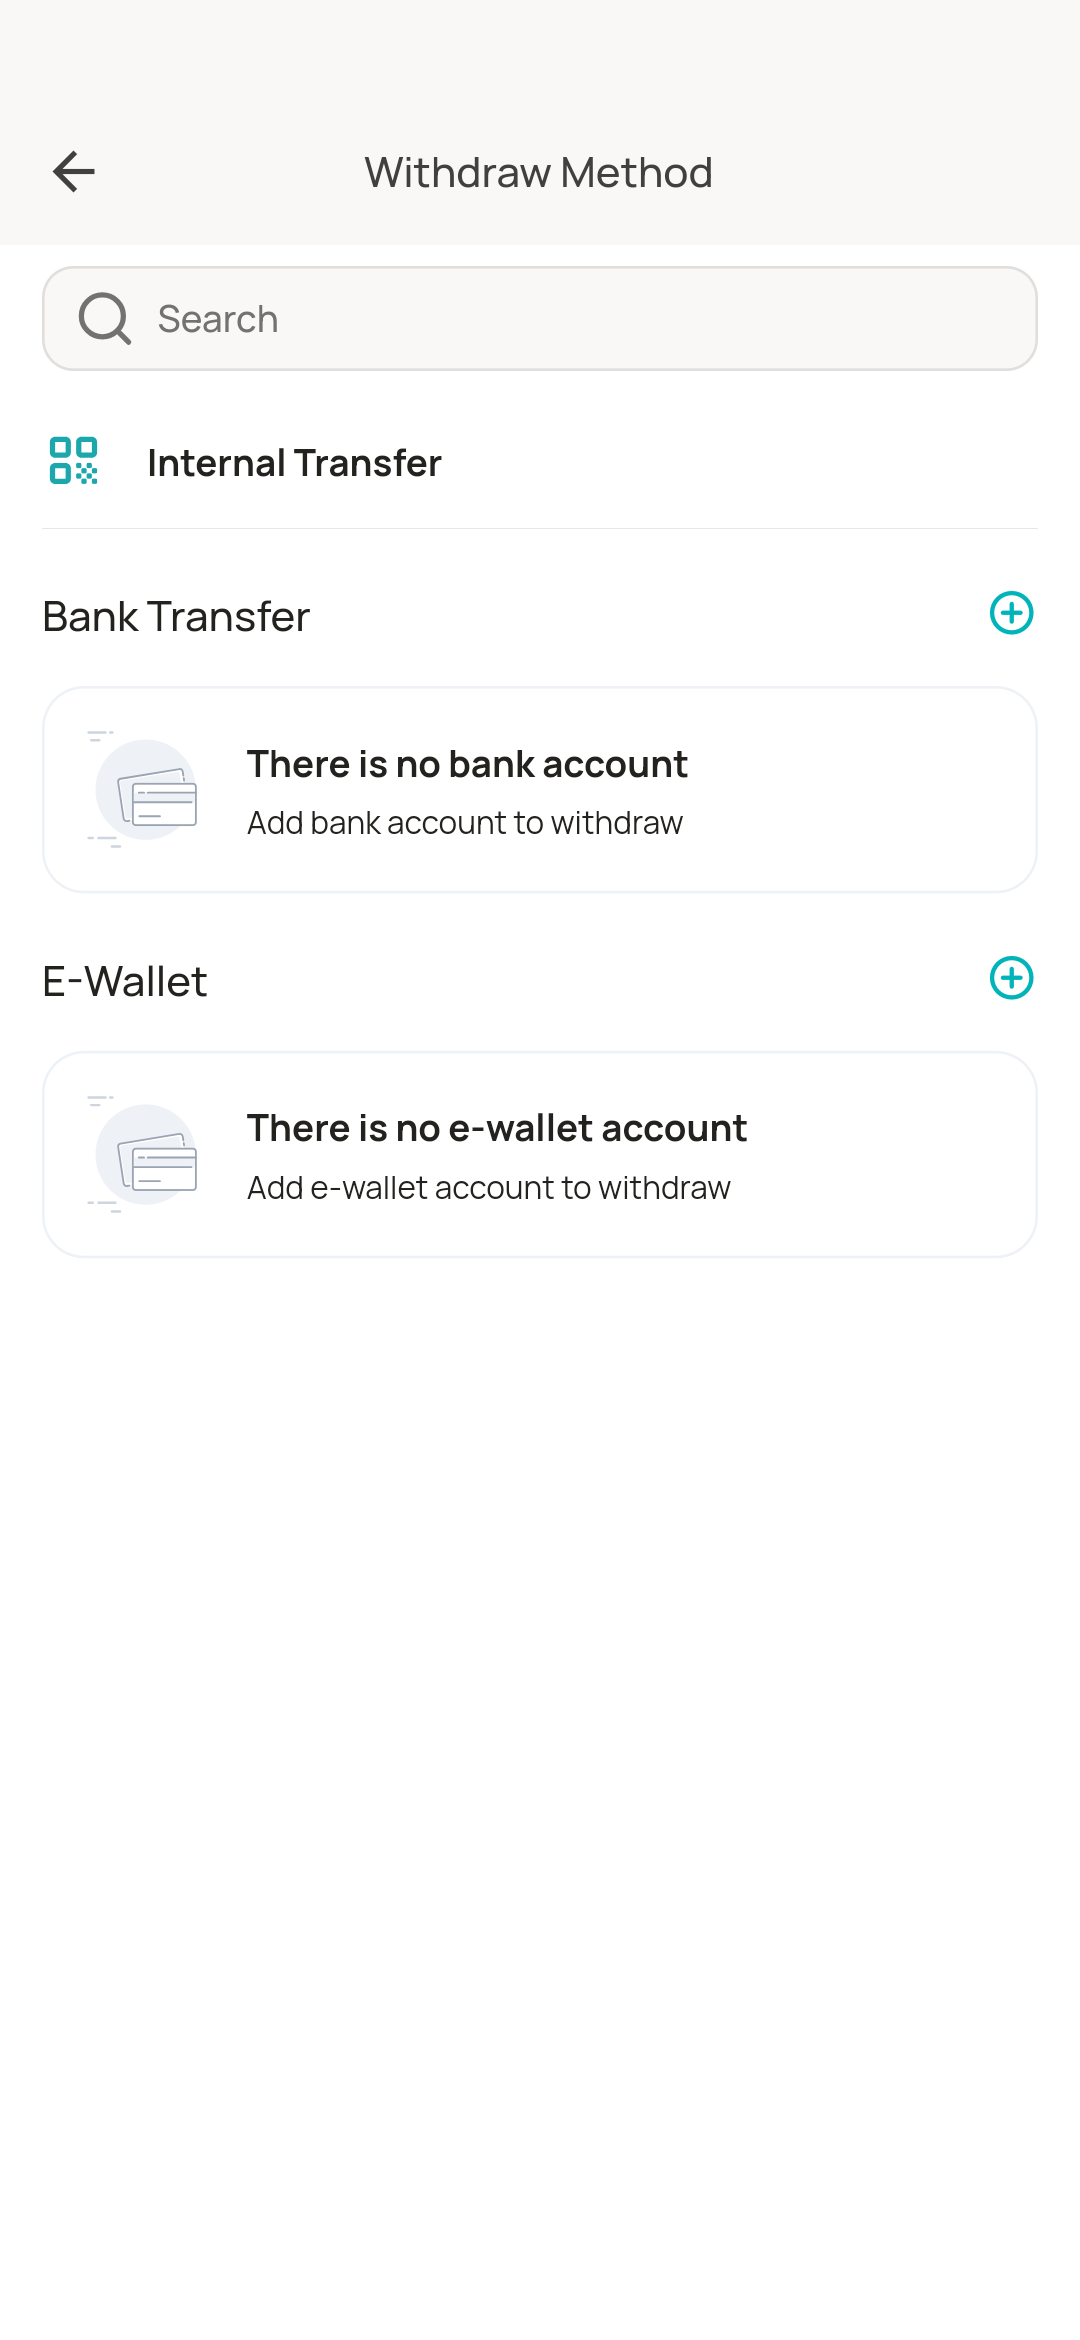 Withdraw Method
Search
Internal Transfer
Bank Transfer
There is no bank account
Add bank account to withdraw
E-Wallet
There is no e-wallet account
Add e-wallet account to withdraw